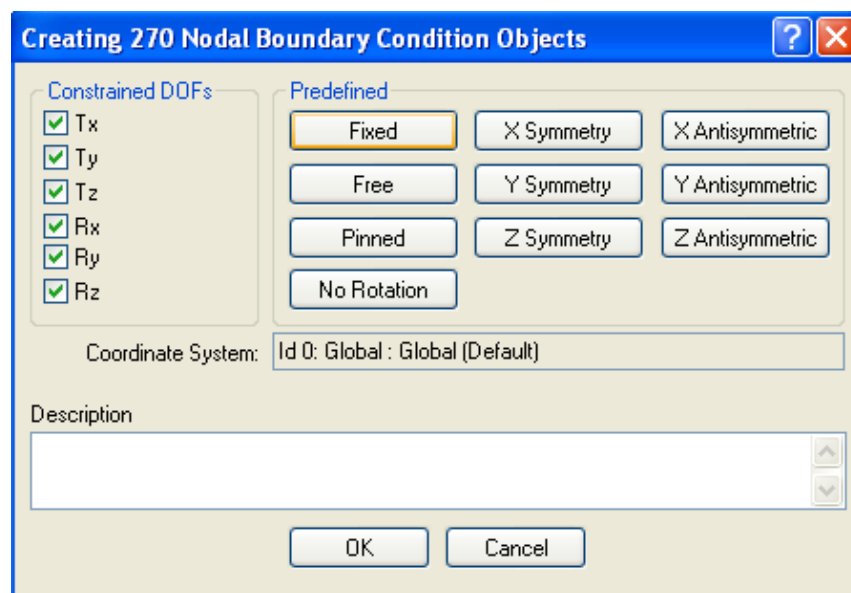 Creating 270 Nodal Boundary Condition Objects
Constrained DOFs
Tx
Ty
Tz
Rx
Ry
Rz
Predefined
Fixed X Symmetry X Antisymmetric
Free Y Symmetry Y Antisymmetric
Pinned Z Symmetry Z Antisymmetric
No Rotation
Coordinate System: Id 0: Global : Global (Default)
Description
OK Cancel